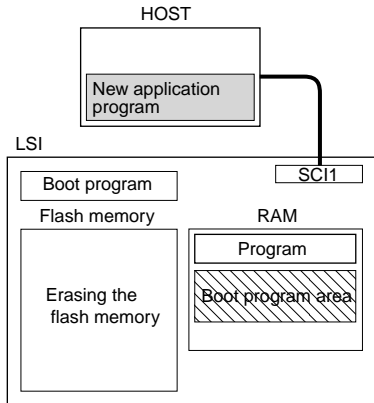 HOST
New application
program
LSI
SCI1
Boot program
Flash memory
RAM
Program
Boot program area
Erasing the
flash memory